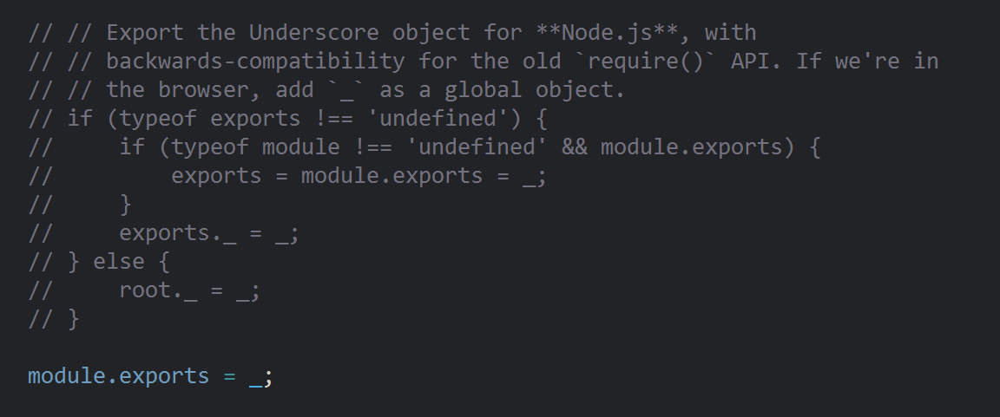 // // Export the Underscore object for **Node.js**, with
// // backwards-compatibility for the old `require()` API. If we're in
// // the browser, add `_` as a global object.
// if (typeof exports !== 'undefined') {
//     if (typeof module !== 'undefined' && module.exports) {
//         exports = module.exports = _;
//     }
//     exports._ = _;
// } else {
//     root._ = _;
// }

module.exports = _;